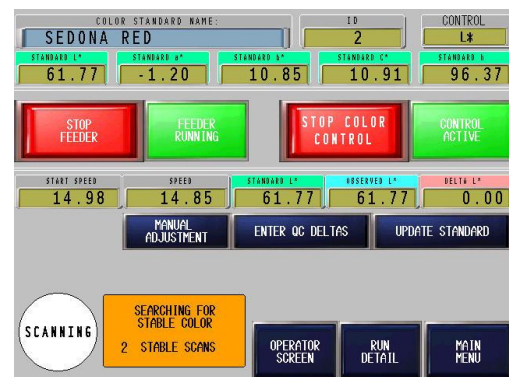 COLOR STANDARD NAME: ID CONTROL
SEDONA RED 2 L*
STANDARD L* STANDARD a* STANDARD b* STANDARD C* STANDARD h
61.77 -1.20 10.85 10.91 96.37
STOP FEEDER
FEEDER RUNNING
STOP COLOR CONTROL
CONTROL ACTIVE
START SPEED SPEED STANDARD L* OBSERVED L* DELTA L*
14.98 14.85 61.77 61.77 0.00
MANUAL ADJUSTMENT
ENTER QC DELTAS
UPDATE STANDARD
SCANNING
SEARCHING FOR
STABLE COLOR
2 STABLE SCANS
OPERATOR SCREEN
RUN DETAIL
MAIN MENU